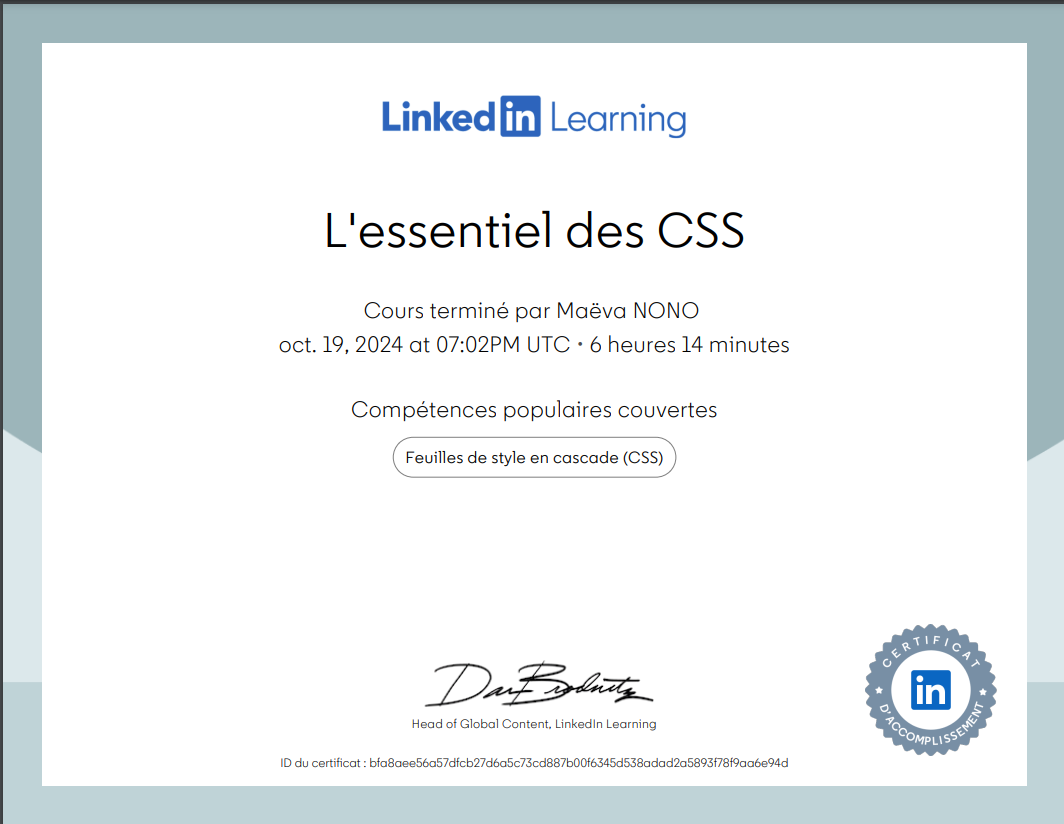 Linkedin Learning
L'essentiel des CSS
Cours terminé par Maëva NONO
oct. 19, 2024 at 07:02PM UTC • 6 heures 14 minutes
Compétences populaires couvertes
Feuilles de style en cascade (CSS)
Dan Brodnitz
Head of Global Content, LinkedIn Learning
ID du certificat : bfa8aee56a57dfcb27d6a5c73cd887b00f6345d538adad2a5893f78f9aa6e94d
CERTIFICAT
in
D'ACCOMPLISSEMENT